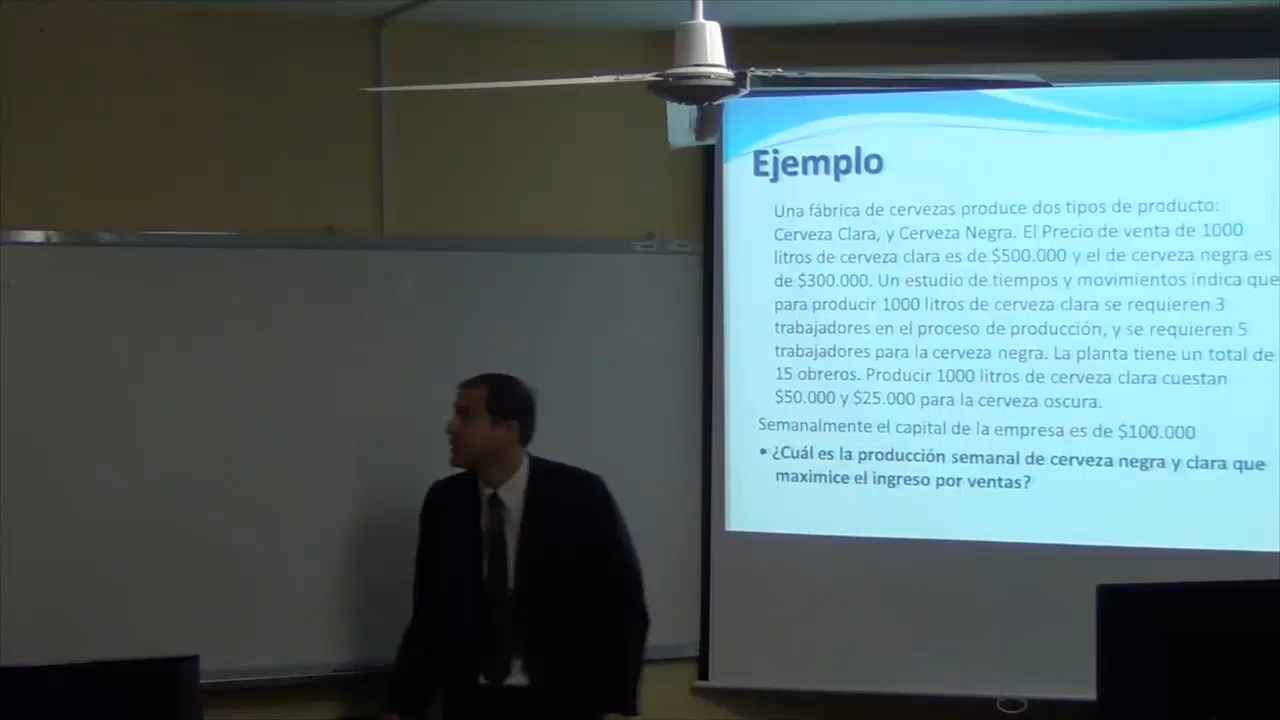 Ejemplo
Una fábrica de cervezas produce dos tipos de producto:
Cerveza Clara, y Cerveza Negra. El Precio de venta de 1000
litros de cerveza clara es de $500.000 y el de cerveza negra es
de $300.000. Un estudio de tiempos y movimientos indica que
para producir 1000 litros de cerveza clara se requieren 3
trabajadores en el proceso de producción, y se requieren 5
trabajadores para la cerveza negra. La planta tiene un total de
15 obreros. Producir 1000 litros de cerveza clara cuestan
$50.000 y $25.000 para la cerveza oscura.
Semanalmente el capital de la empresa es de $100.000
• ¿Cuál es la producción semanal de cerveza negra y clara que
maximice el ingreso por ventas?